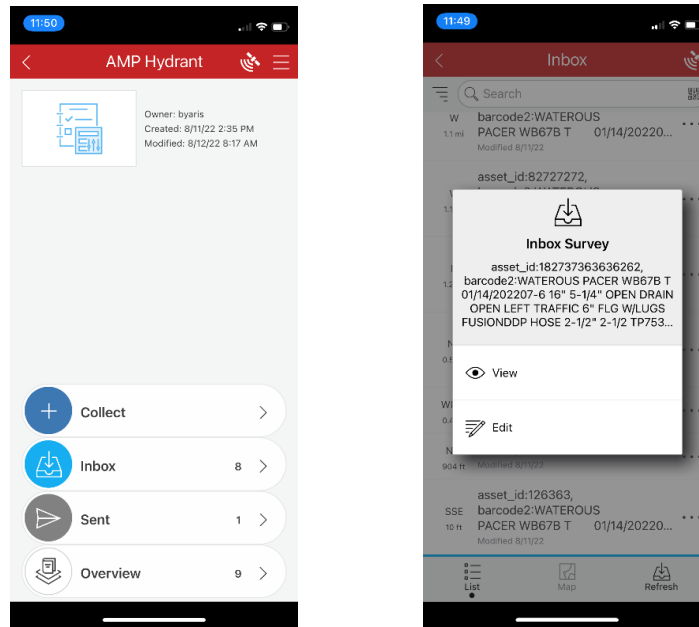 11:50
AMP Hydrant
Owner: byaris
Created: 8/11/22 2:35 PM
Modified: 8/12/22 8:17 AM
Collect
Inbox 8
Sent 1
Overview 9
11:49
Inbox
Search
W barcode2:WATEROUS
1.1 mi PACER WB67B T 01/14/20220...
Modified 8/11/22
asset_id:82727272,
Inbox Survey
asset_id:182737363636262,
barcode2:WATEROUS PACER WB67B T
01/14/202207-6 16" 5-1/4" OPEN DRAIN
OPEN LEFT TRAFFIC 6" FLG W/LUGS
FUSIONDDP HOSE 2-1/2" 2-1/2 TP753...
View
Edit
904 ft Modified 8/11/22
asset_id:126363,
SSE barcode2:WATEROUS
10 ft PACER WB67B T 01/14/20220...
Modified 8/11/22
List
Map
Refresh